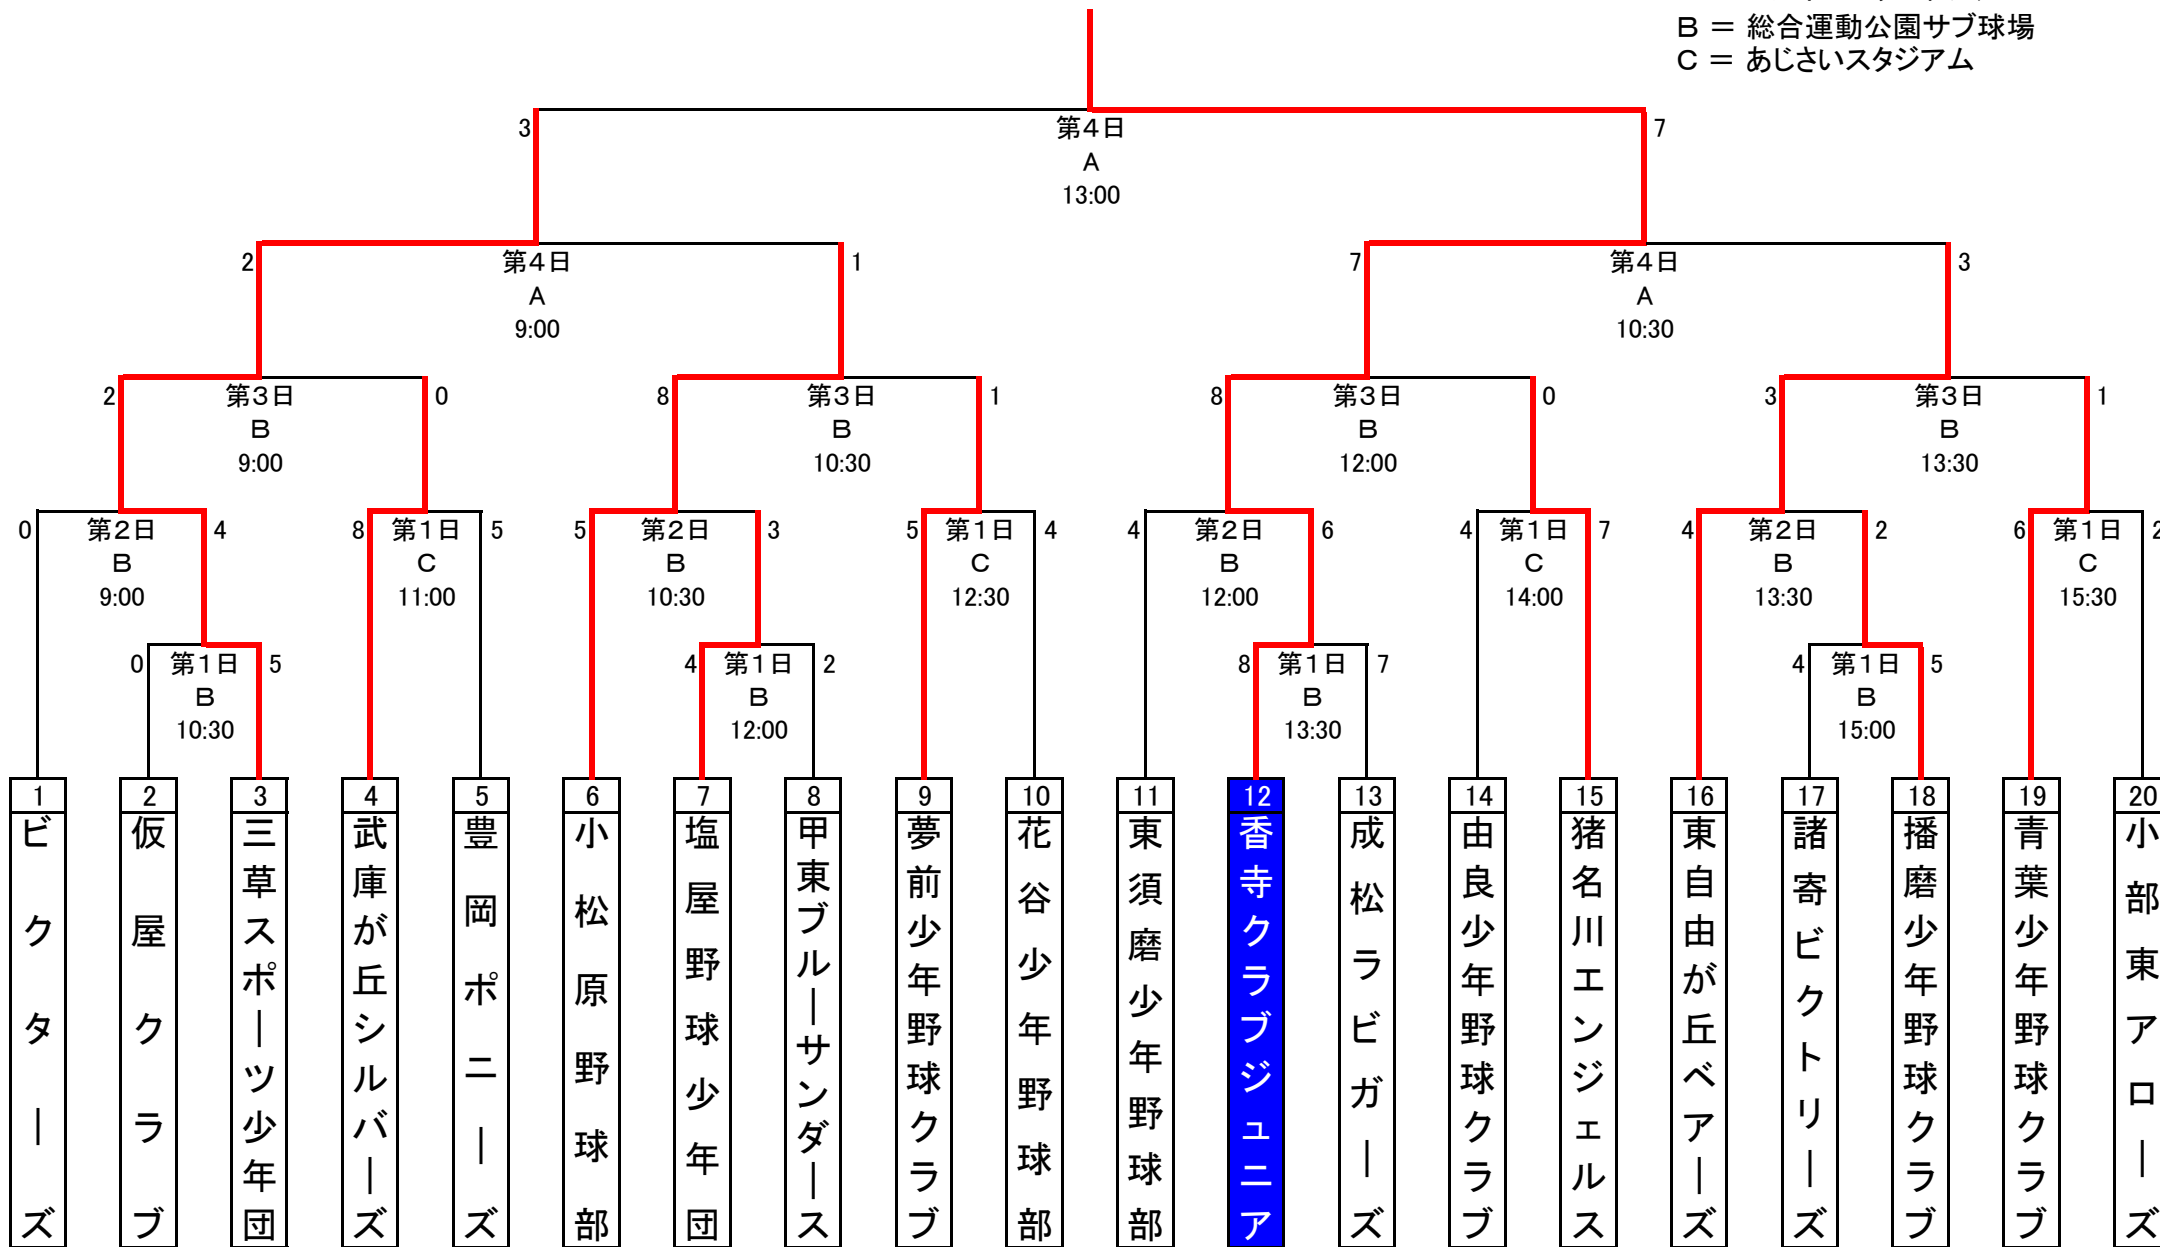 B = 総合運動公園サブ球場
C = あじさいスタジアム
3 第4日 7
A
13:00
2 第4日 1 7 第4日 3
A A
9:00 10:30
2 第3日 0 8 第3日 1 8 第3日 0 3 第3日 1
B B B B
9:00 10:30 12:00 13:30
0 第2日 4 8 第1日 5 5 第2日 3 5 第1日 4 4 第2日 6 4 第1日 7 4 第2日 2 6 第1日 2
B C B C B C B C
9:00 11:00 10:30 12:30 12:00 14:00 13:30 15:30
0 第1日 5 4 第1日 2 8 第1日 7 4 第1日 5
B B B B
10:30 12:00 13:30 15:00
1 2 3 4 5 6 7 8 9 10 11 12 13 14 15 16 17 18 19 20
ビクターズ
仮屋クラブ
三草スポーツ少年団
武庫が丘シルバーズ
豊岡ポニーズ
小松原野球部
塩屋野球少年団
甲東ブルーサンダース
夢前少年野球クラブ
花谷少年野球部
東須磨少年野球部
香寺クラブジュニア
成松ラビガーズ
由良少年野球クラブ
猪名川エンジェルス
東自由が丘ベアーズ
諸寄ビクトリーズ
播磨少年野球クラブ
青葉少年野球クラブ
小部東アローズ